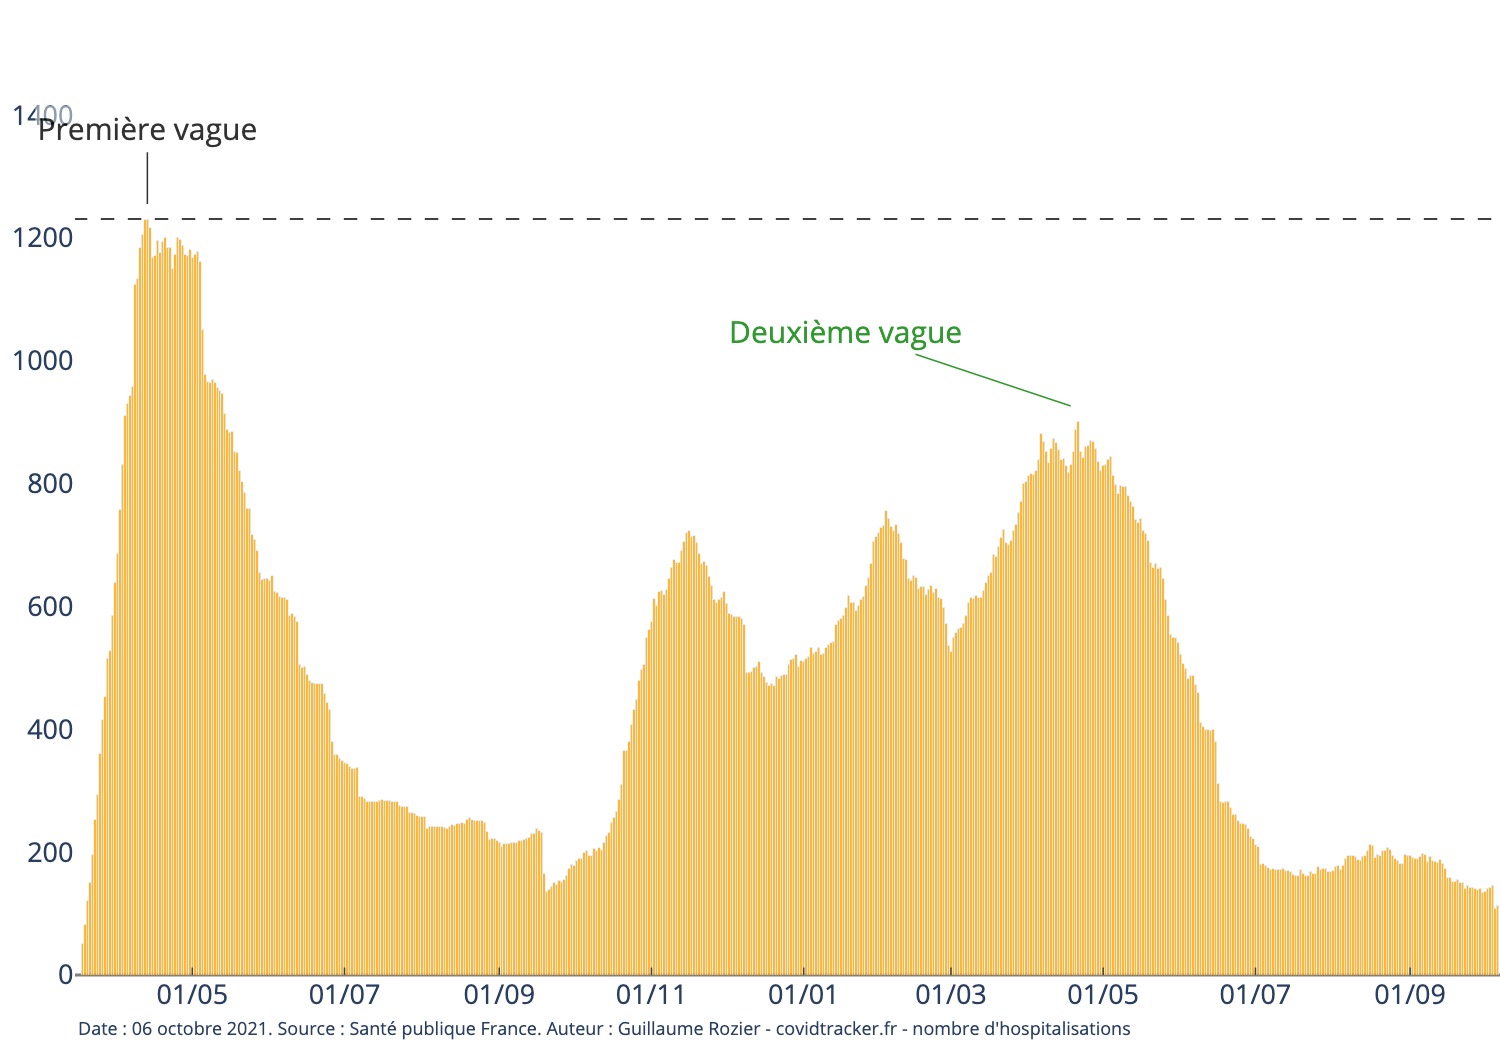 1400
Première vague
1200
1000
Deuxième vague
800
600
400
200
0
01/05 01/07 01/09 01/11 01/01 01/03 01/05 01/07 01/09
Date : 06 octobre 2021. Source : Santé publique France. Auteur : Guillaume Rozier - covidtracker.fr - nombre d'hospitalisations